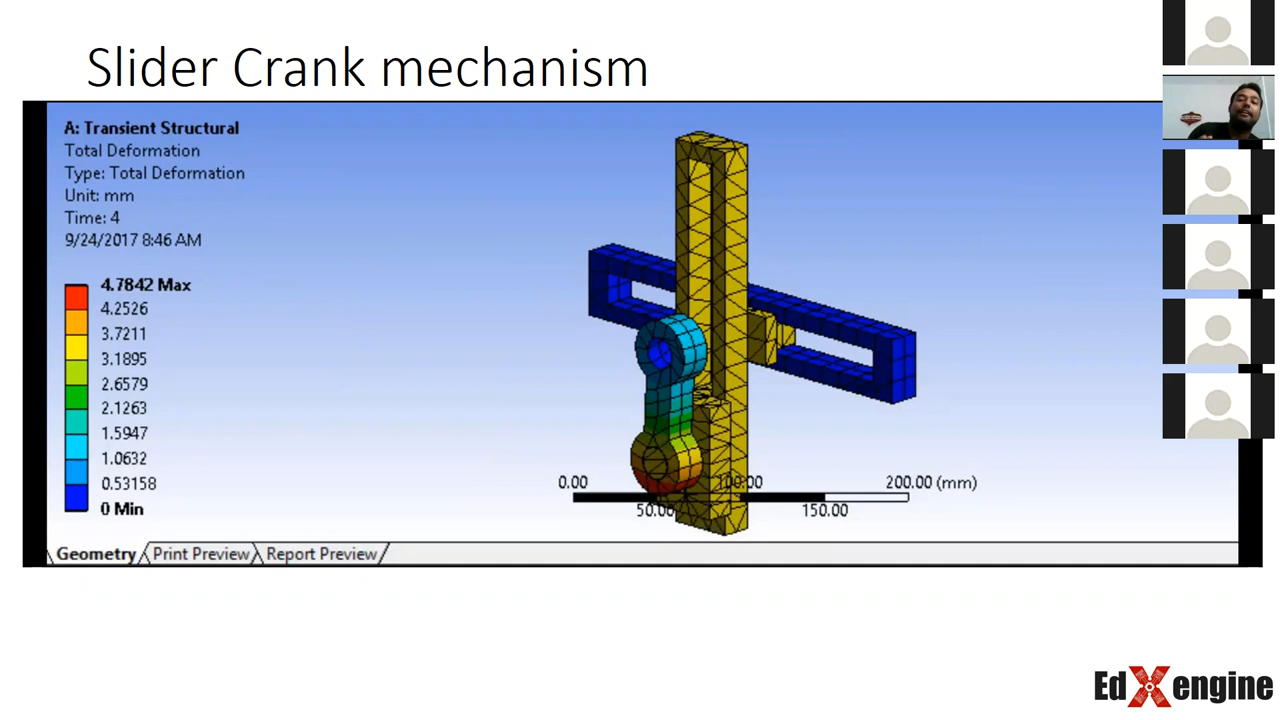 Slider Crank mechanism
A: Transient Structural
Total Deformation
Type: Total Deformation
Unit: mm
Time: 4
9/24/2017 8:46 AM
4.7842 Max
4.2526
3.7211
3.1895
2.6579
2.1263
1.5947
1.0632
0.53158
0 Min
0.00 100.00 200.00 (mm)
50.00 150.00
Geometry Print Preview Report Preview
EdXengine